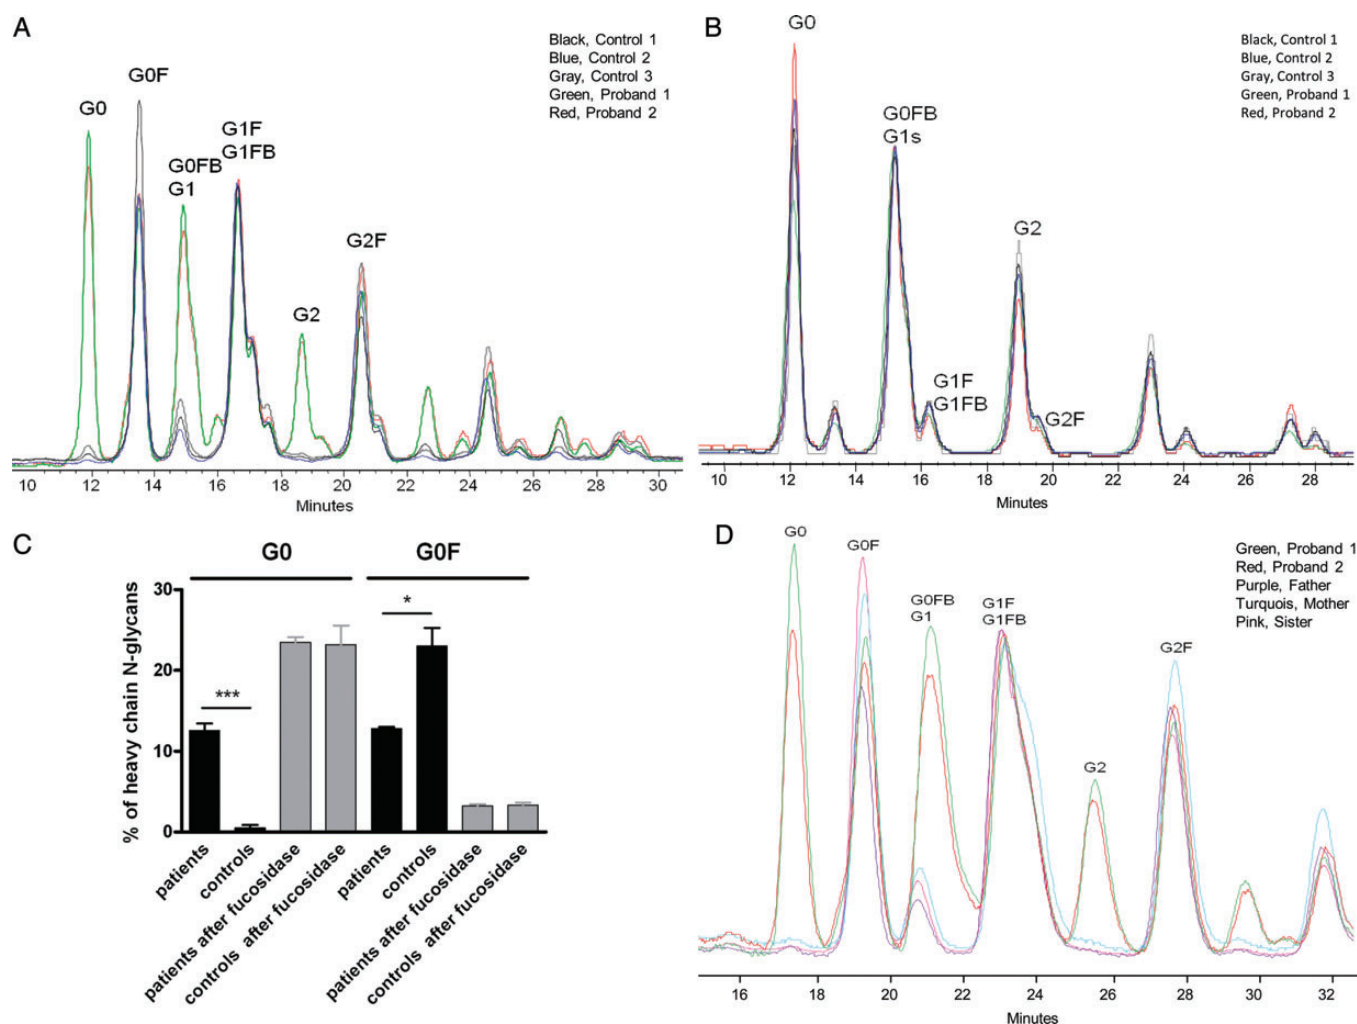 A
Black, Control 1
Blue, Control 2
Gray, Control 3
Green, Proband 1
Red, Proband 2
G0
G0F
G0FB
G1
G1F
G1FB
G2
G2F
10 12 14 16 18 20 22 24 26 28 30
Minutes
B
Black, Control 1
Blue, Control 2
Gray, Control 3
Green, Proband 1
Red, Proband 2
G0
G0FB
G1s
G1F
G1FB
G2
G2F
10 12 14 16 18 20 22 24 26 28
Minutes
C
G0
G0F
% of heavy chain N-glycans
30
20
10
0
***
*
patients
controls
patients after fucosidase
controls after fucosidase
patients
controls
patients after fucosidase
controls after fucosidase
D
Green, Proband 1
Red, Proband 2
Purple, Father
Turquois, Mother
Pink, Sister
G0
G0F
G0FB
G1
G1F
G1FB
G2
G2F
16 18 20 22 24 26 28 30 32
Minutes